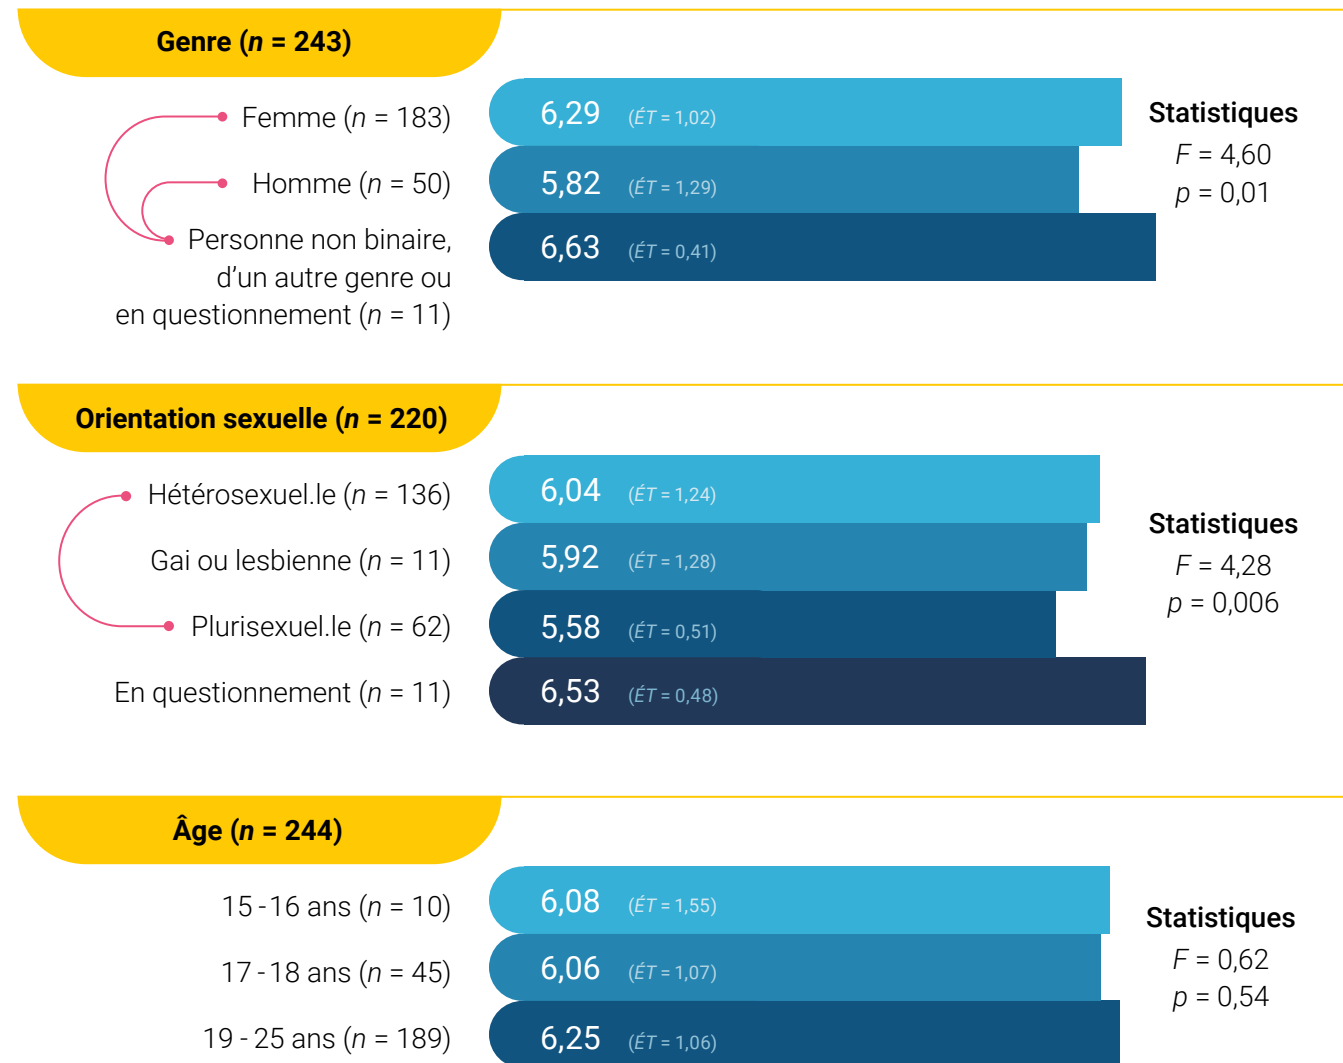 Genre (n = 243)
Femme (n = 183)
6,29 (ÉT = 1,02)
Homme (n = 50)
5,82 (ÉT = 1,29)
Personne non binaire,
d'un autre genre ou
en questionnement (n = 11)
6,63 (ÉT = 0,41)
Statistiques
F = 4,60
p = 0,01
Orientation sexuelle (n = 220)
Hétérosexuel.le (n = 136)
6,04 (ÉT = 1,24)
Gai ou lesbienne (n = 11)
5,92 (ÉT = 1,28)
Plurisexuel.le (n = 62)
5,58 (ÉT = 0,51)
En questionnement (n = 11)
6,53 (ÉT = 0,48)
Statistiques
F = 4,28
p = 0,006
Âge (n = 244)
15 - 16 ans (n = 10)
6,08 (ÉT = 1,55)
17 - 18 ans (n = 45)
6,06 (ÉT = 1,07)
19 - 25 ans (n = 189)
6,25 (ÉT = 1,06)
Statistiques
F = 0,62
p = 0,54